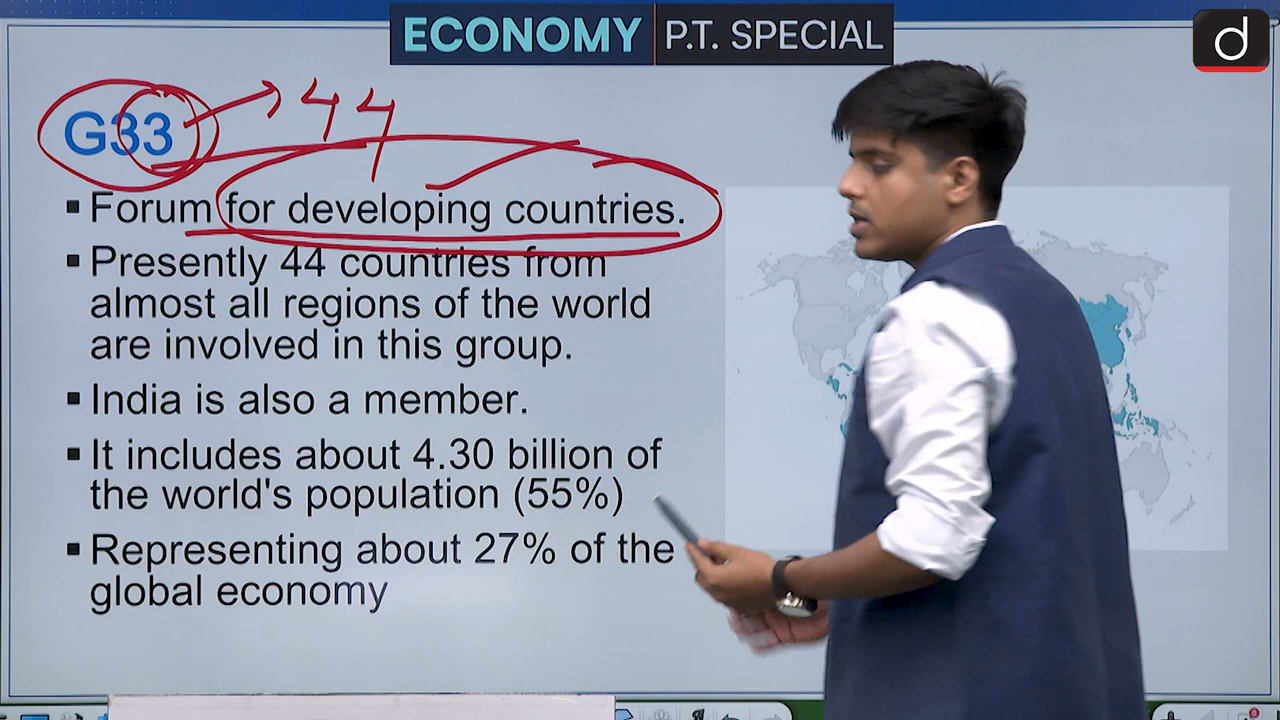 ECONOMY P.T. SPECIAL
d
G33 → 44
▪ Forum for developing countries.
▪ Presently 44 countries from
almost all regions of the world
are involved in this group.
▪ India is also a member.
▪ It includes about 4.30 billion of
the world's population (55%)
▪ Representing about 27% of the
global economy